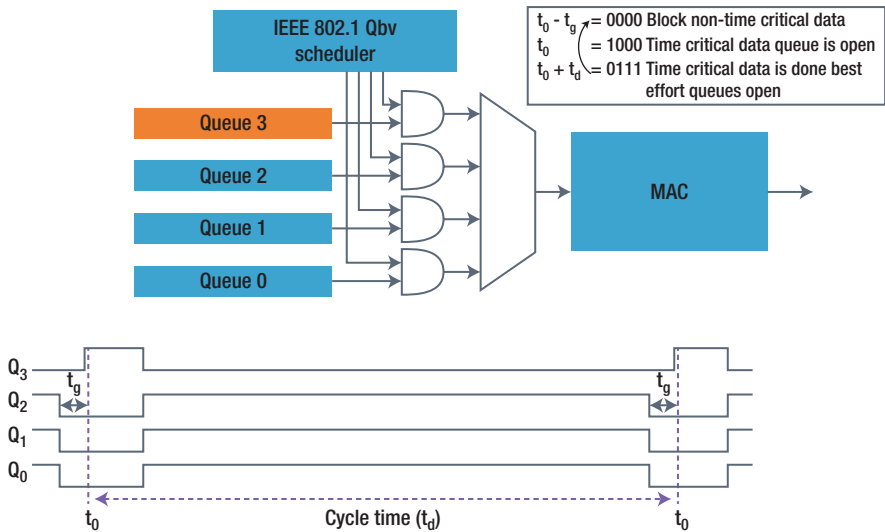 IEEE 802.1 Qbv
scheduler
t0 - tg = 0000 Block non-time critical data
t0 = 1000 Time critical data queue is open
t0 + td = 0111 Time critical data is done best
effort queues open
Queue 3
Queue 2
Queue 1
Queue 0
MAC
Q3
tg
tg
Q2
Q1
Q0
t0
Cycle time (td)
t0